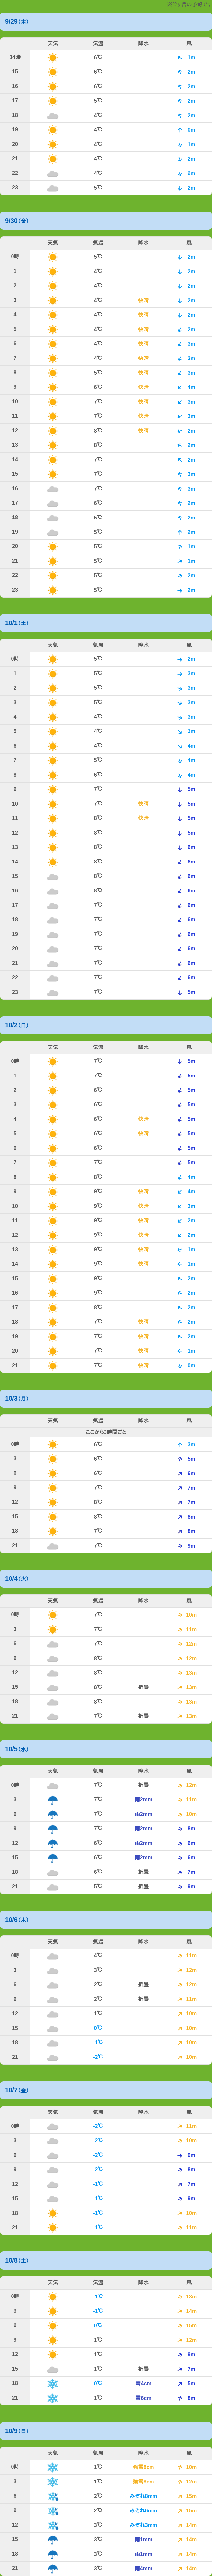 9/29(木)
天気 気温 降水 風
14時 6℃ 1m
15 6℃ 2m
16 6℃ 2m
17 5℃ 2m
18 4℃ 2m
19 4℃ 0m
20 4℃ 1m
21 4℃ 2m
22 4℃ 2m
23 5℃ 2m
9/30(金)
天気 気温 降水 風
0時 5℃ 2m
1 4℃ 2m
2 4℃ 2m
3 4℃ 快晴 2m
4 4℃ 快晴 2m
5 4℃ 快晴 2m
6 4℃ 快晴 3m
7 4℃ 快晴 3m
8 5℃ 快晴 3m
9 6℃ 快晴 4m
10 7℃ 快晴 3m
11 7℃ 快晴 3m
12 8℃ 快晴 2m
13 8℃ 2m
14 7℃ 2m
15 7℃ 3m
16 7℃ 3m
17 6℃ 2m
18 5℃ 2m
19 5℃ 2m
20 5℃ 1m
21 5℃ 1m
22 5℃ 2m
23 5℃ 2m
10/1(土)
天気 気温 降水 風
0時 5℃ 2m
1 5℃ 3m
2 5℃ 3m
3 5℃ 3m
4 4℃ 3m
5 4℃ 3m
6 4℃ 4m
7 5℃ 4m
8 6℃ 4m
9 7℃ 5m
10 7℃ 快晴 5m
11 8℃ 快晴 5m
12 8℃ 5m
13 8℃ 6m
14 8℃ 6m
15 8℃ 6m
16 8℃ 6m
17 7℃ 6m
18 7℃ 6m
19 7℃ 6m
20 7℃ 6m
21 7℃ 6m
22 7℃ 6m
23 7℃ 5m
10/2(日)
天気 気温 降水 風
0時 7℃ 5m
1 7℃ 5m
2 6℃ 5m
3 6℃ 5m
4 6℃ 快晴 5m
5 6℃ 快晴 5m
6 6℃ 5m
7 7℃ 5m
8 8℃ 4m
9 9℃ 快晴 4m
10 9℃ 快晴 3m
11 9℃ 快晴 2m
12 9℃ 快晴 2m
13 9℃ 快晴 1m
14 9℃ 快晴 1m
15 9℃ 2m
16 9℃ 2m
17 8℃ 2m
18 7℃ 快晴 2m
19 7℃ 快晴 2m
20 7℃ 快晴 1m
21 7℃ 快晴 0m
10/3(月)
天気 気温 降水 風
ここから3時間ごと
0時 6℃ 3m
3 6℃ 5m
6 6℃ 6m
9 7℃ 7m
12 8℃ 7m
15 8℃ 8m
18 7℃ 8m
21 7℃ 9m
10/4(火)
天気 気温 降水 風
0時 7℃ 10m
3 7℃ 11m
6 7℃ 12m
9 8℃ 12m
12 8℃ 13m
15 8℃ 折曇 13m
18 8℃ 13m
21 7℃ 折曇 13m
10/5(水)
天気 気温 降水 風
0時 7℃ 折曇 12m
3 7℃ 雨2mm 11m
6 7℃ 雨2mm 10m
9 7℃ 雨2mm 8m
12 6℃ 雨2mm 6m
15 6℃ 雨2mm 6m
18 6℃ 折曇 7m
21 5℃ 折曇 9m
10/6(木)
天気 気温 降水 風
0時 4℃ 11m
3 3℃ 12m
6 2℃ 折曇 12m
9 2℃ 折曇 11m
12 1℃ 10m
15 0℃ 10m
18 -1℃ 10m
21 -2℃ 10m
10/7(金)
天気 気温 降水 風
0時 -2℃ 11m
3 -2℃ 10m
6 -2℃ 9m
9 -2℃ 8m
12 -1℃ 7m
15 -1℃ 9m
18 -1℃ 10m
21 -1℃ 11m
10/8(土)
天気 気温 降水 風
0時 -1℃ 13m
3 -1℃ 14m
6 0℃ 15m
9 1℃ 12m
12 1℃ 9m
15 1℃ 折曇 7m
18 0℃ 雪4cm 5m
21 1℃ 雪6cm 8m
10/9(日)
天気 気温 降水 風
0時 1℃ 10m
3 1℃ 12m
6 2℃ みぞれ8mm 15m
9 2℃ みぞれ6mm 15m
12 3℃ みぞれ3mm 14m
15 3℃ 雨1mm 14m
18 3℃ 雨1mm 14m
21 3℃ 雨4mm 14m